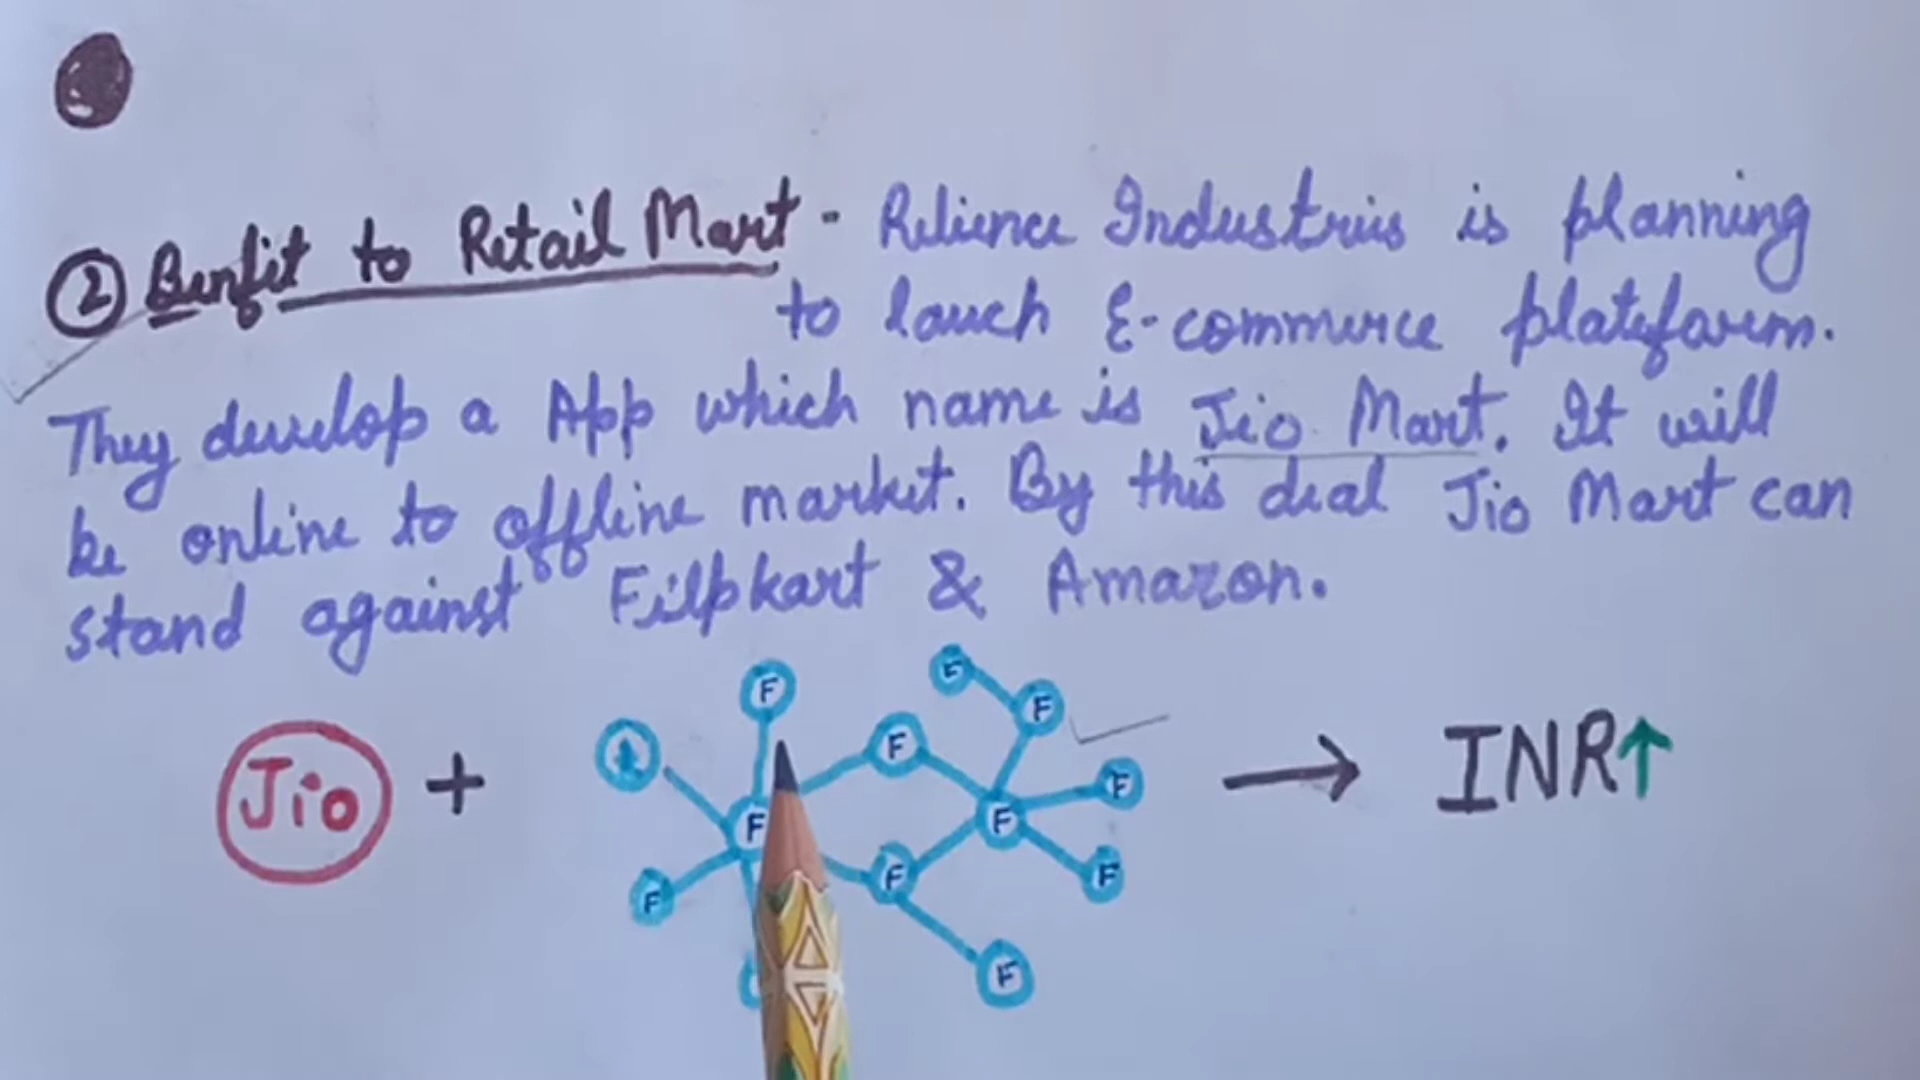 ② Benfit to Retail Mart - Relience Industries is planning
to lauch E-commerce plateform.
They develop a App which name is Jio Mart. It will
be online to offline market. By this deal Jio Mart can
stand against Filpkart & Amazon.
Jio + F F F F F F F F F F F F → INR↑